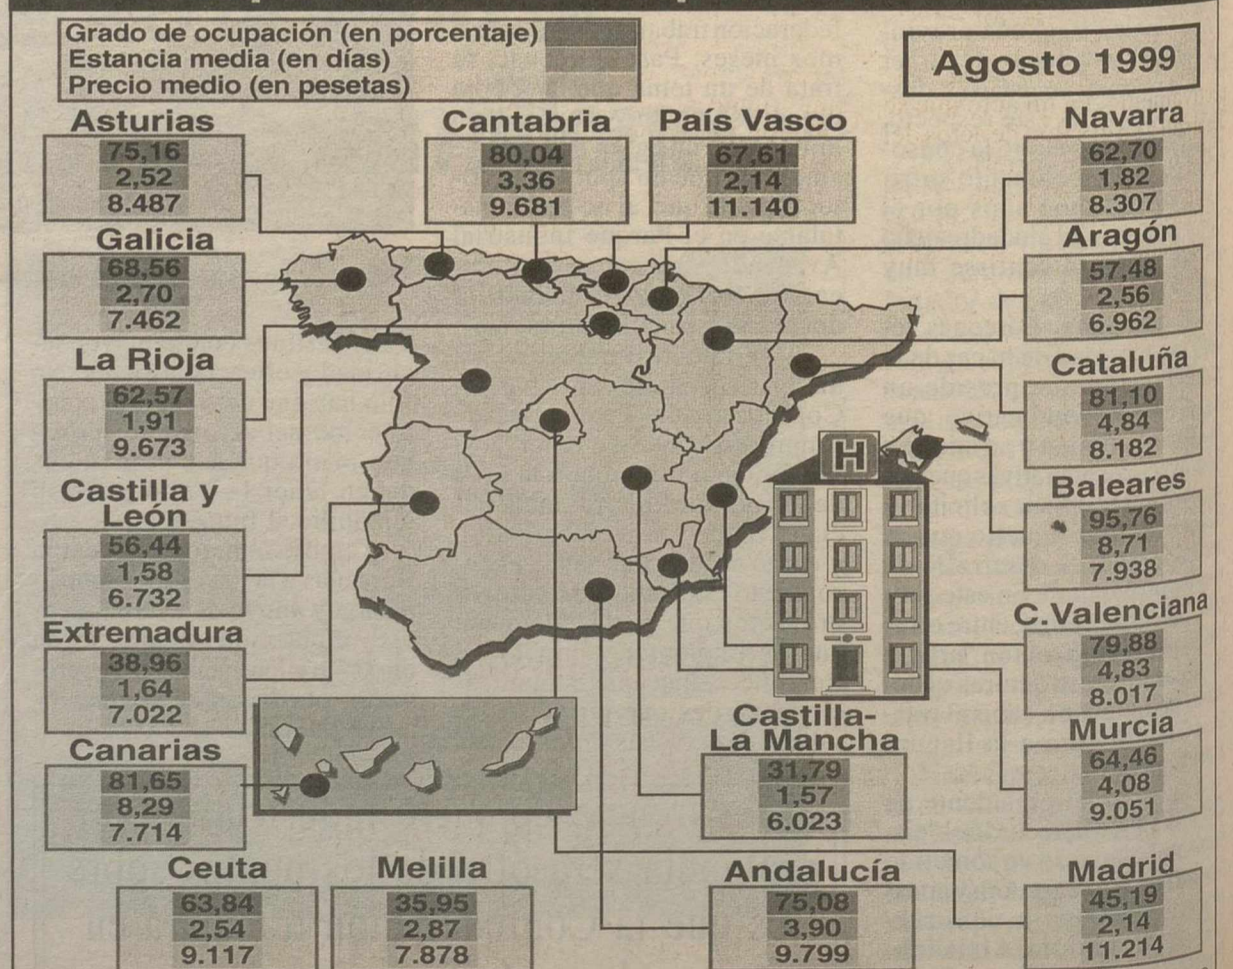 Grado de ocupación (en porcentaje)
Estancia media (en días)
Precio medio (en pesetas)
Agosto 1999
Asturias
75,16
2,52
8.487
Cantabria
80,04
3,36
9.681
País Vasco
67,61
2,14
11.140
Navarra
62,70
1,82
8.307
Galicia
68,56
2,70
7.462
Aragón
57,48
2,56
6.962
La Rioja
62,57
1,91
9.673
Cataluña
81,10
4,84
8.182
H
Castilla y
León
56,44
1,58
6.732
Baleares
95,76
8,71
7.938
Extremadura
38,96
1,64
7.022
C.Valenciana
79,88
4,83
8.017
Canarias
81,65
8,29
7.714
Castilla-
La Mancha
31,79
1,57
6.023
Murcia
64,46
4,08
9.051
Ceuta
63,84
2,54
9.117
Melilla
35,95
2,87
7.878
Andalucía
75,08
3,90
9.799
Madrid
45,19
2,14
11.214